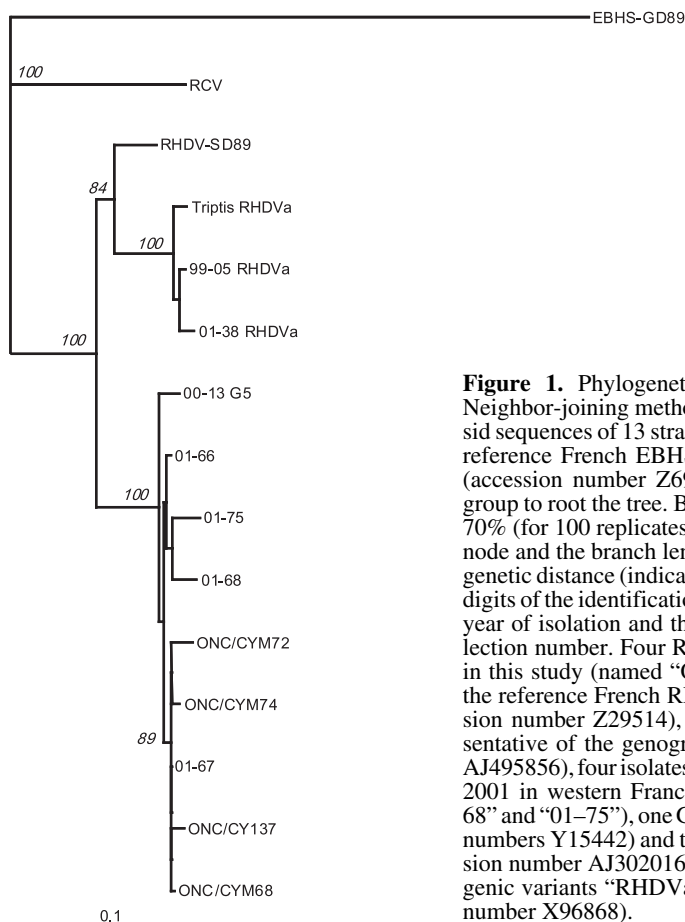 EBHS-GD89
100
RCV
RHDV-SD89
84
Triptis RHDVa
100
99-05 RHDVa
01-38 RHDVa
100
00-13 G5
01-66
100
01-75
01-68
ONC/CYM72
ONC/CYM74
89
01-67
ONC/CY137
ONC/CYM68
0.1
Figure 1. Phylogenet
Neighbor-joining metho
sid sequences of 13 stra
reference French EBH
(accession number Z69
group to root the tree. B
70% (for 100 replicates
node and the branch len
genetic distance (indica
digits of the identificatio
year of isolation and th
lection number. Four R
in this study (named “O
the reference French RI
sion number Z29514),
sentative of the genogr
AJ495856), four isolates
2001 in western Franc
68” and “01–75”), one G
numbers Y15442) and t
sion number AJ302016
genic variants “RHDVa
number X96868).